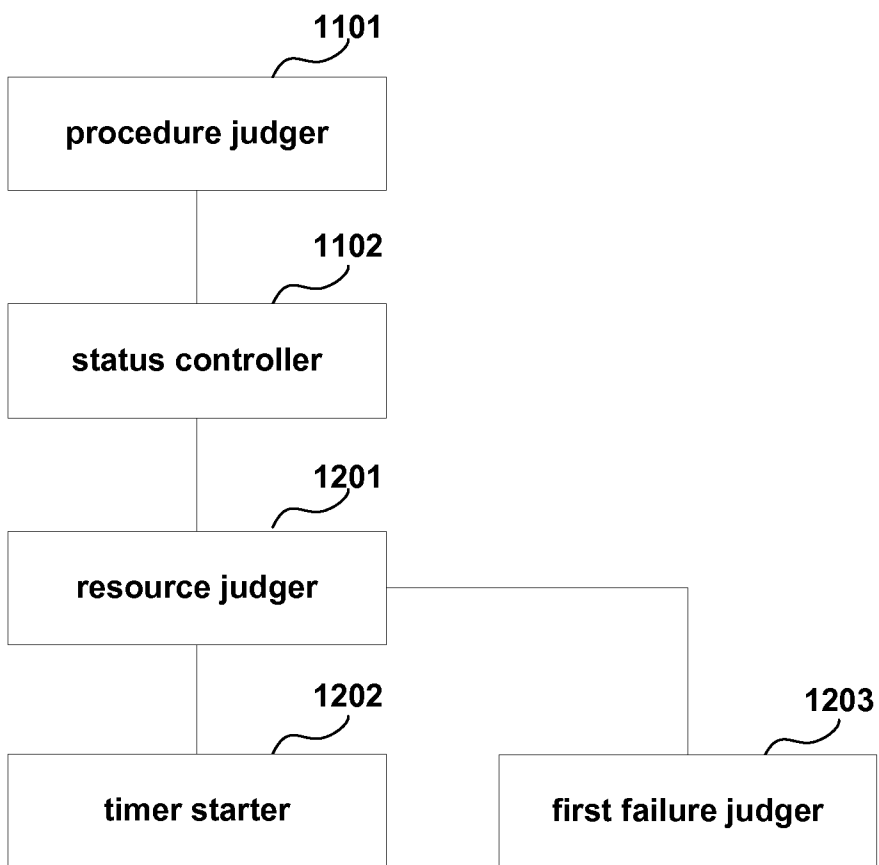 1101
procedure judger
1102
status controller
1201
resource judger
1202
timer starter
1203
first failure judger